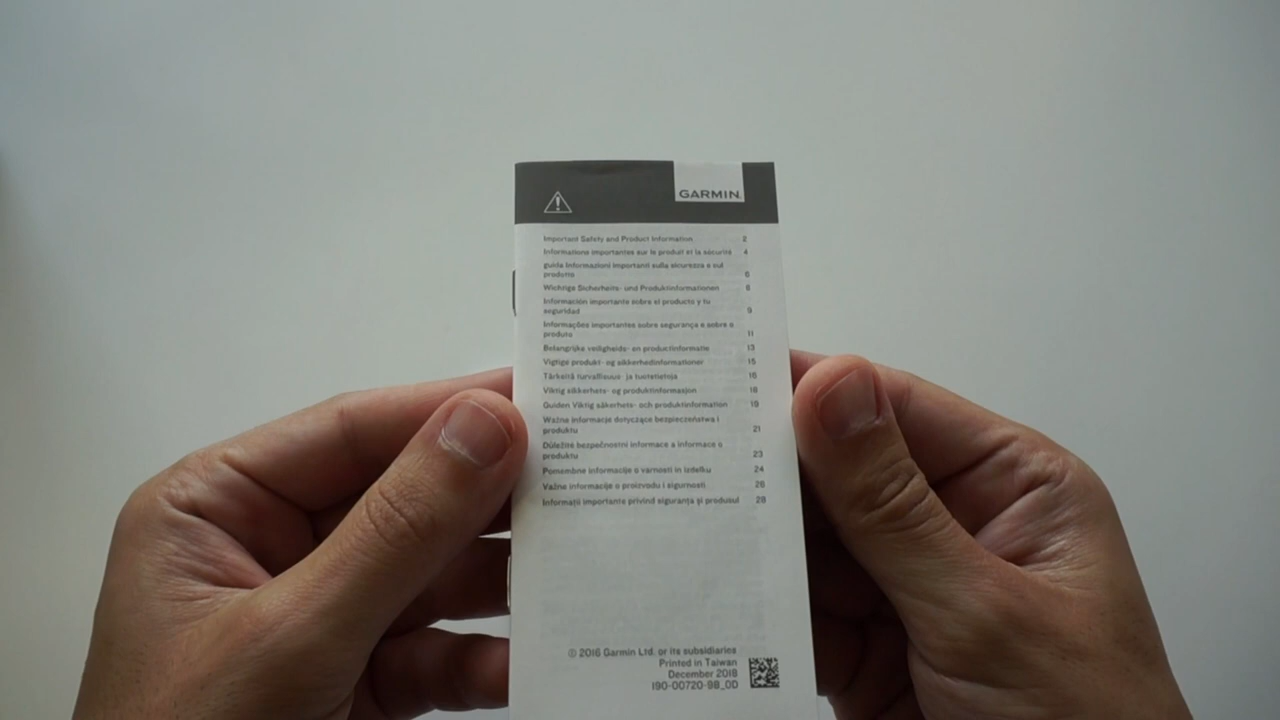 GARMIN
Important Safety and Product Information 2
Informations importantes sur le produit et la sécurité 4
guida Informazioni importanti sulla sicurezza e sul
prodotto 6
Wichtige Sicherheits- und Produktinformationen 8
Información importante sobre el producto y tu
seguridad 9
Informações importantes sobre segurança e sobre o
produto 11
Belangrijke veiligheids- en productinformatie 13
Vigtige produkt- og sikkerhedinformationer 15
Tärkeitä turvallisuus- ja tuotetietoja 16
Viktig sikkerhets- og produktinformasjon 18
Guiden Viktig säkerhets- och produktinformation 19
Ważne informacje dotyczące bezpieczeństwa i
produktu 21
Důležité bezpečnostní informace a informace o
produktu 23
Pomembne informacije o varnosti in izdelku 24
Važne informacije o proizvodu i sigurnosti 26
Informații importante privind siguranța și produsul 28
© 2016 Garmin Ltd. or its subsidiaries
Printed in Taiwan
December 2018
190-00720-9B_0D